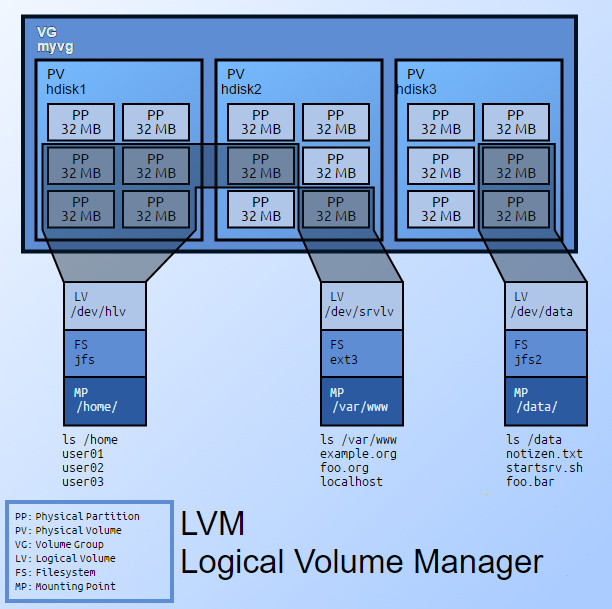 VG
myvg
PV
hdisk1
PP
32 MB
PP
32 MB
PP
32 MB
PP
32 MB
PP
32 MB
PP
32 MB
PV
hdisk2
PP
32 MB
PP
32 MB
PP
32 MB
PP
32 MB
PP
32 MB
PP
32 MB
PV
hdisk3
PP
32 MB
PP
32 MB
PP
32 MB
PP
32 MB
PP
32 MB
PP
32 MB
LV
/dev/hlv
FS
jfs
MP
/home/
ls /home
user01
user02
user03
LV
/dev/srvlv
FS
ext3
MP
/var/www
ls /var/www
example.org
foo.org
localhost
LV
/dev/data
FS
jfs2
MP
/data/
ls /data
notizen.txt
startsrv.sh
foo.bar
PP: Physical Partition
PV: Physical Volume
VG: Volume Group
LV: Logical Volume
FS: Filesystem
MP: Mounting Point
LVM
Logical Volume Manager